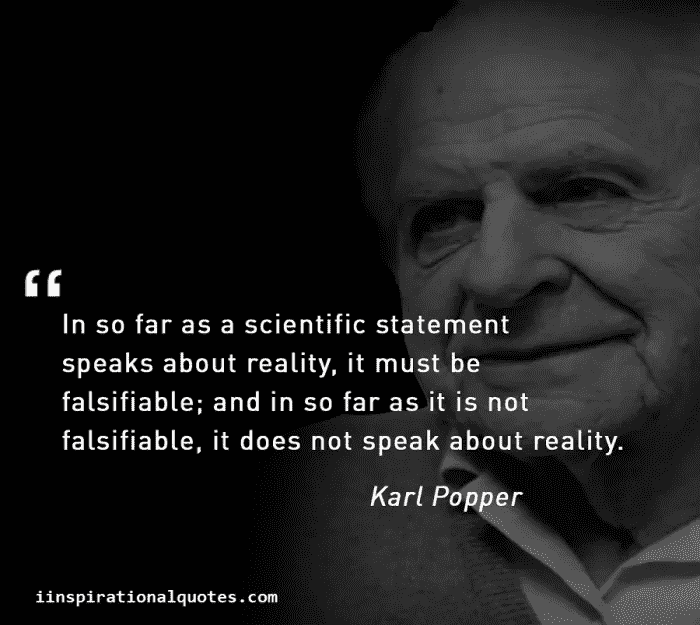 “
In so far as a scientific statement
speaks about reality, it must be
falsifiable; and in so far as it is not
falsifiable, it does not speak about reality.
Karl Popper
iinspirationalquotes.com